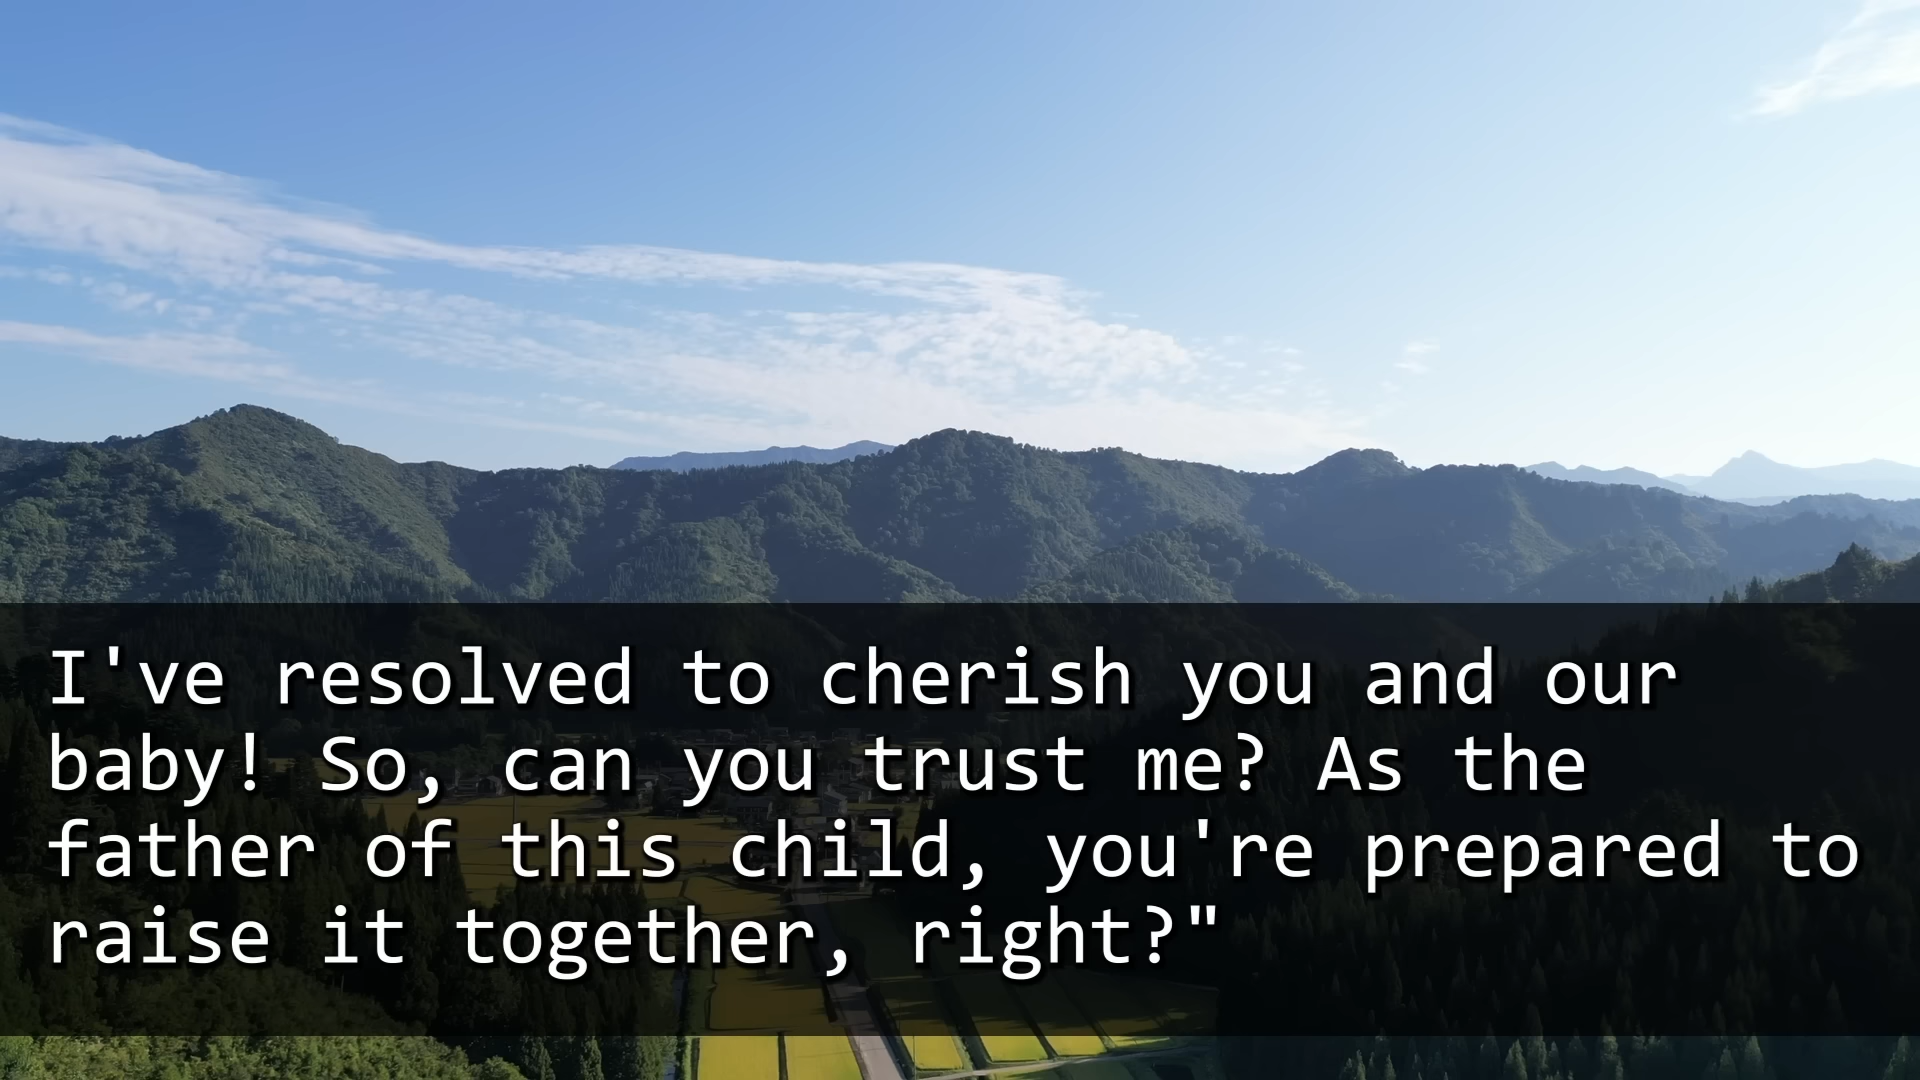 I've resolved to cherish you and our
baby! So, can you trust me? As the
father of this child, you're prepared to
raise it together, right?"